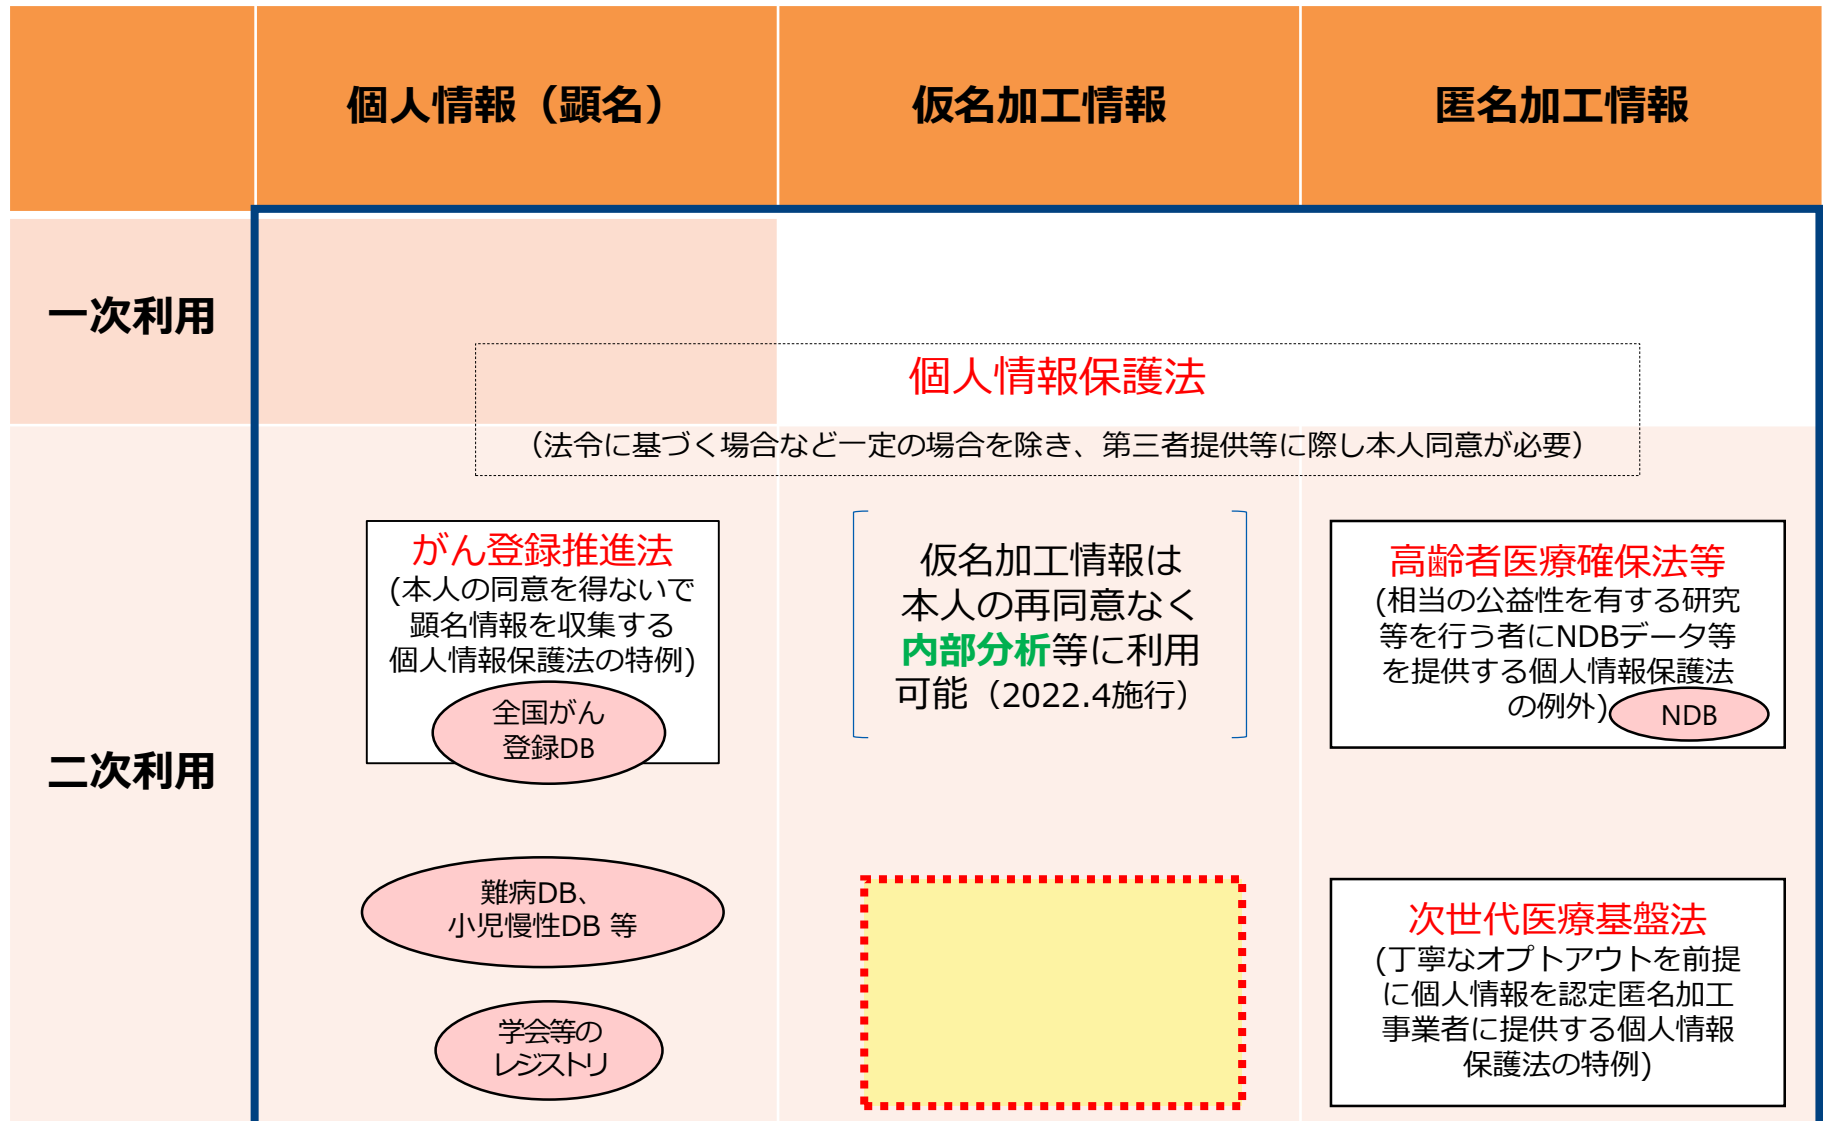 個人情報（顕名）
仮名加工情報
匿名加工情報
一次利用
個人情報保護法
（法令に基づく場合など一定の場合を除き、第三者提供等に際し本人同意が必要）
二次利用
がん登録推進法
(本人の同意を得ないで
顕名情報を収集する
個人情報保護法の特例)
全国がん
登録DB
難病DB、
小児慢性DB 等
学会等の
レジストリ
仮名加工情報は
本人の再同意なく
内部分析等に利用
可能（2022.4施行）
高齢者医療確保法等
(相当の公益性を有する研究
等を行う者にNDBデータ等
を提供する個人情報保護法
の例外)
NDB
次世代医療基盤法
(丁寧なオプトアウトを前提
に個人情報を認定匿名加工
事業者に提供する個人情報
保護法の特例)